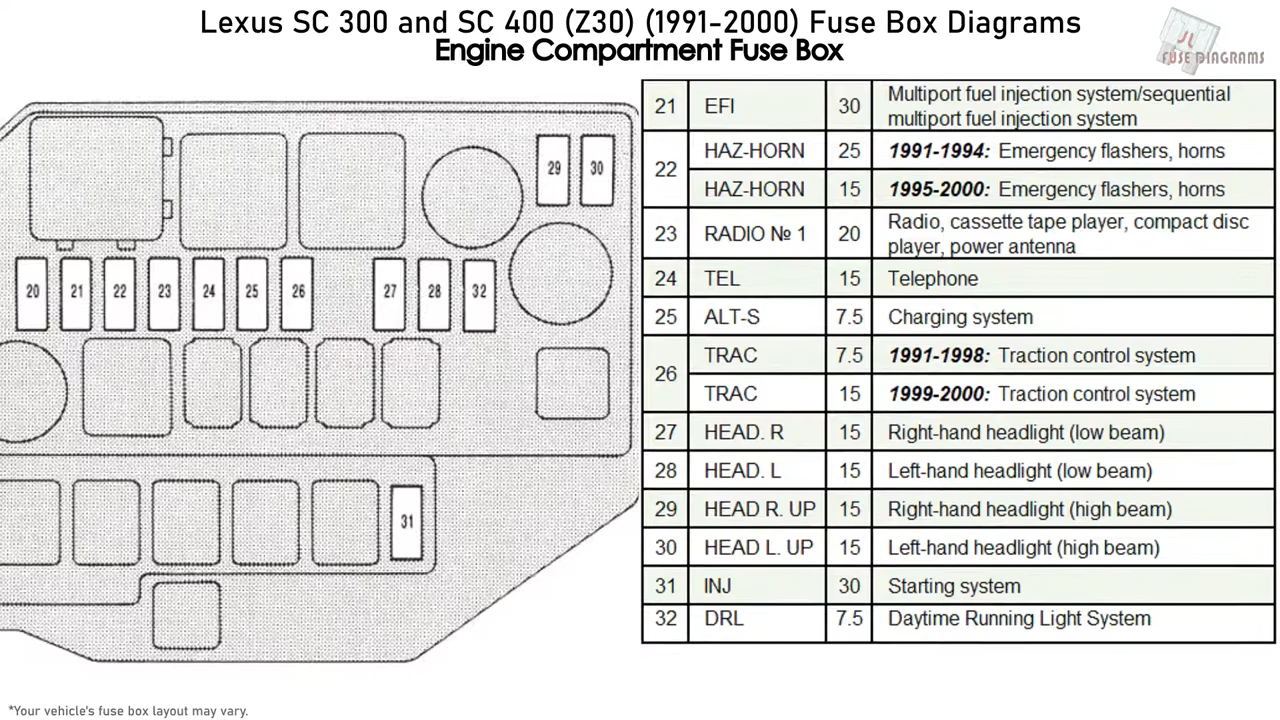 Lexus SC 300 and SC 400 (Z30) (1991-2000) Fuse Box Diagrams
Engine Compartment Fuse Box
JL
FUSE DIAGRAMS
29 30
20 21 22 23 24 25 26 27 28 32
31
21 EFI 30 Multiport fuel injection system/sequential
multiport fuel injection system
22 HAZ-HORN 25 1991-1994: Emergency flashers, horns
HAZ-HORN 15 1995-2000: Emergency flashers, horns
23 RADIO № 1 20 Radio, cassette tape player, compact disc
player, power antenna
24 TEL 15 Telephone
25 ALT-S 7.5 Charging system
26 TRAC 7.5 1991-1998: Traction control system
TRAC 15 1999-2000: Traction control system
27 HEAD. R 15 Right-hand headlight (low beam)
28 HEAD. L 15 Left-hand headlight (low beam)
29 HEAD R. UP 15 Right-hand headlight (high beam)
30 HEAD L. UP 15 Left-hand headlight (high beam)
31 INJ 30 Starting system
32 DRL 7.5 Daytime Running Light System
*Your vehicle's fuse box layout may vary.